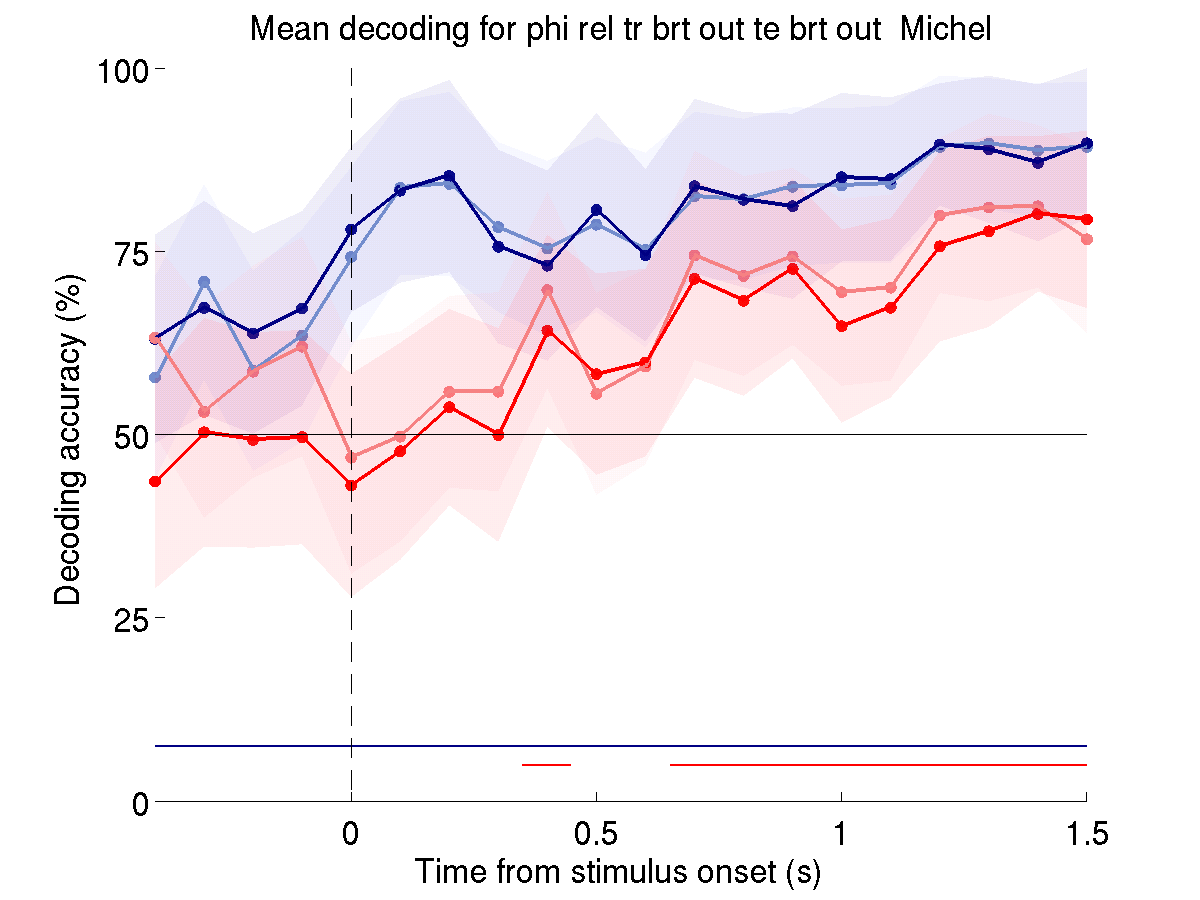 Mean decoding for phi rel tr brt out te brt out  Michel
100
75
50
25
0
Decoding accuracy (%)
0 0.5 1 1.5
Time from stimulus onset (s)